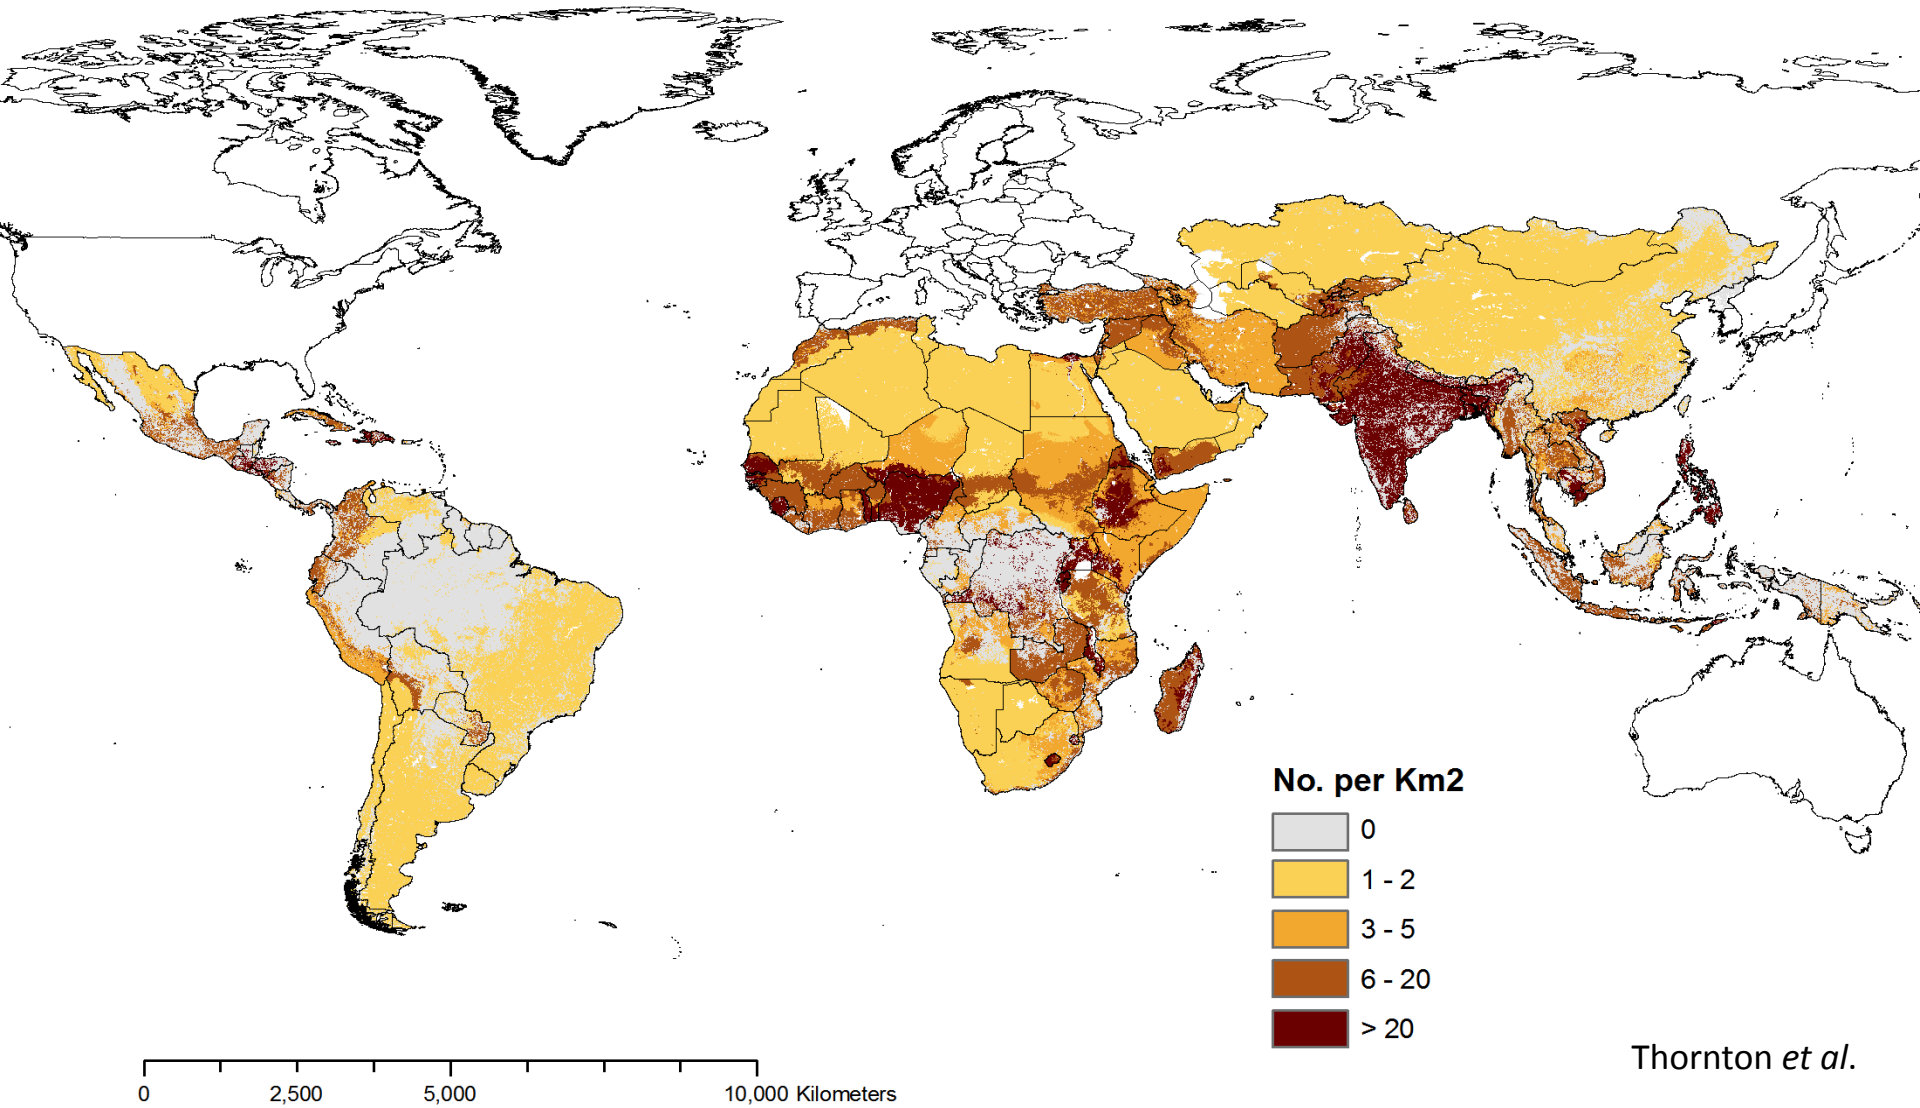 No. per Km2
0
1 - 2
3 - 5
6 - 20
> 20
Thornton et al.
0 2,500 5,000 10,000 Kilometers